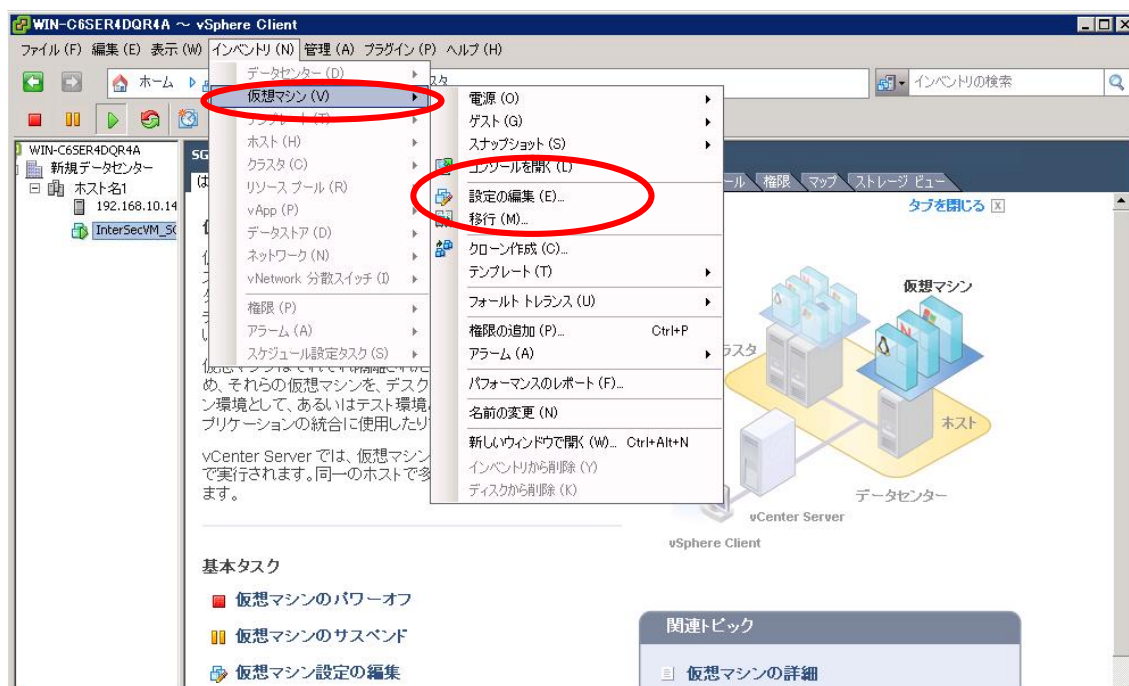 WIN-C6SER4DQR4A ～ vSphere Client
ファイル (F) 編集 (E) 表示 (W) インベントリ (N) 管理 (A) プラグイン (P) ヘルプ (H)
ホーム
インベントリの検索
データセンター (D)
仮想マシン (V)
テンプレート (T)
ホスト (H)
クラスタ (C)
リソース プール (R)
vApp (P)
データストア (D)
ネットワーク (N)
vNetwork 分散スイッチ (I)
権限 (P)
アラーム (A)
スケジュール設定タスク (S)
電源 (O)
ゲスト (G)
スナップショット (S)
コンソールを開く (L)
設定の編集 (E)...
移行 (M)...
クローン作成 (C)...
テンプレート (T)
フォールト トレランス (U)
権限の追加 (P)... Ctrl+P
アラーム (A)
パフォーマンスのレポート (F)...
名前の変更 (N)
新しいウィンドウで開く (W)... Ctrl+Alt+N
インベントリから削除 (Y)
ディスクから削除 (K)
WIN-C6SER4DQR4A
新規データセンター
ホスト名1
192.168.10.14
InterSecVM_SG
権限 マップ ストレージ ビュー
タブを閉じる
め、それらの仮想マシンを、デスク
ン環境として、あるいはテスト環境
プリケーションの統合に使用したり
vCenter Server では、仮想マシン
で実行されます。同一のホストで多
ます。
仮想マシン
ホスト
データセンター
vCenter Server
vSphere Client
基本タスク
仮想マシンのパワーオフ
仮想マシンのサスペンド
仮想マシン設定の編集
関連トピック
仮想マシンの詳細